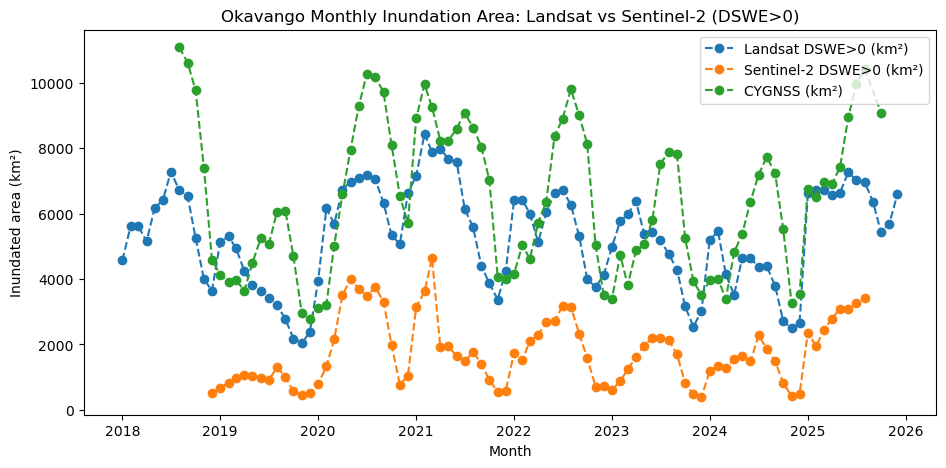 Okavango Monthly Inundation Area: Landsat vs Sentinel-2 (DSWE>0)
Landsat DSWE>0 (km²)
Sentinel-2 DSWE>0 (km²)
CYGNSS (km²)
Inundated area (km²)
10000
8000
6000
4000
2000
0
2018
2019
2020
2021
2022
2023
2024
2025
2026
Month